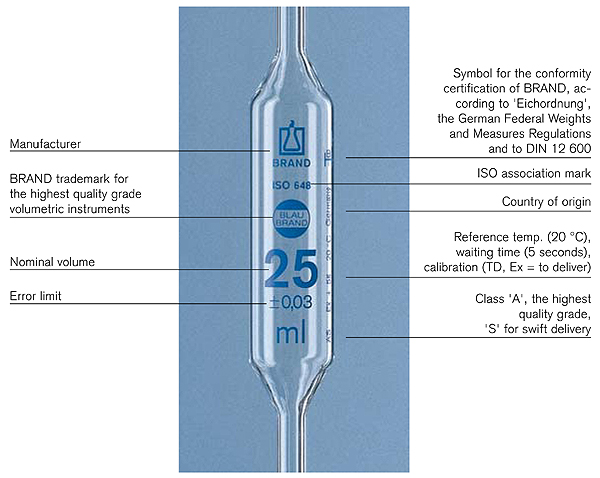 Manufacturer
BRAND trademark for
the highest quality grade
volumetric instruments
Nominal volume
Error limit
BRAND
ISO 648
BLAU
BRAND
25
±0,03
ml
Germany
20 °C
AS
Symbol for the conformity
certification of BRAND, ac-
cording to 'Eichordnung',
the German Federal Weights
and Measures Regulations
and to DIN 12 600
ISO association mark
Country of origin
Reference temp. (20 °C),
waiting time (5 seconds),
calibration (TD, Ex = to deliver)
Class 'A', the highest
quality grade,
'S' for swift delivery